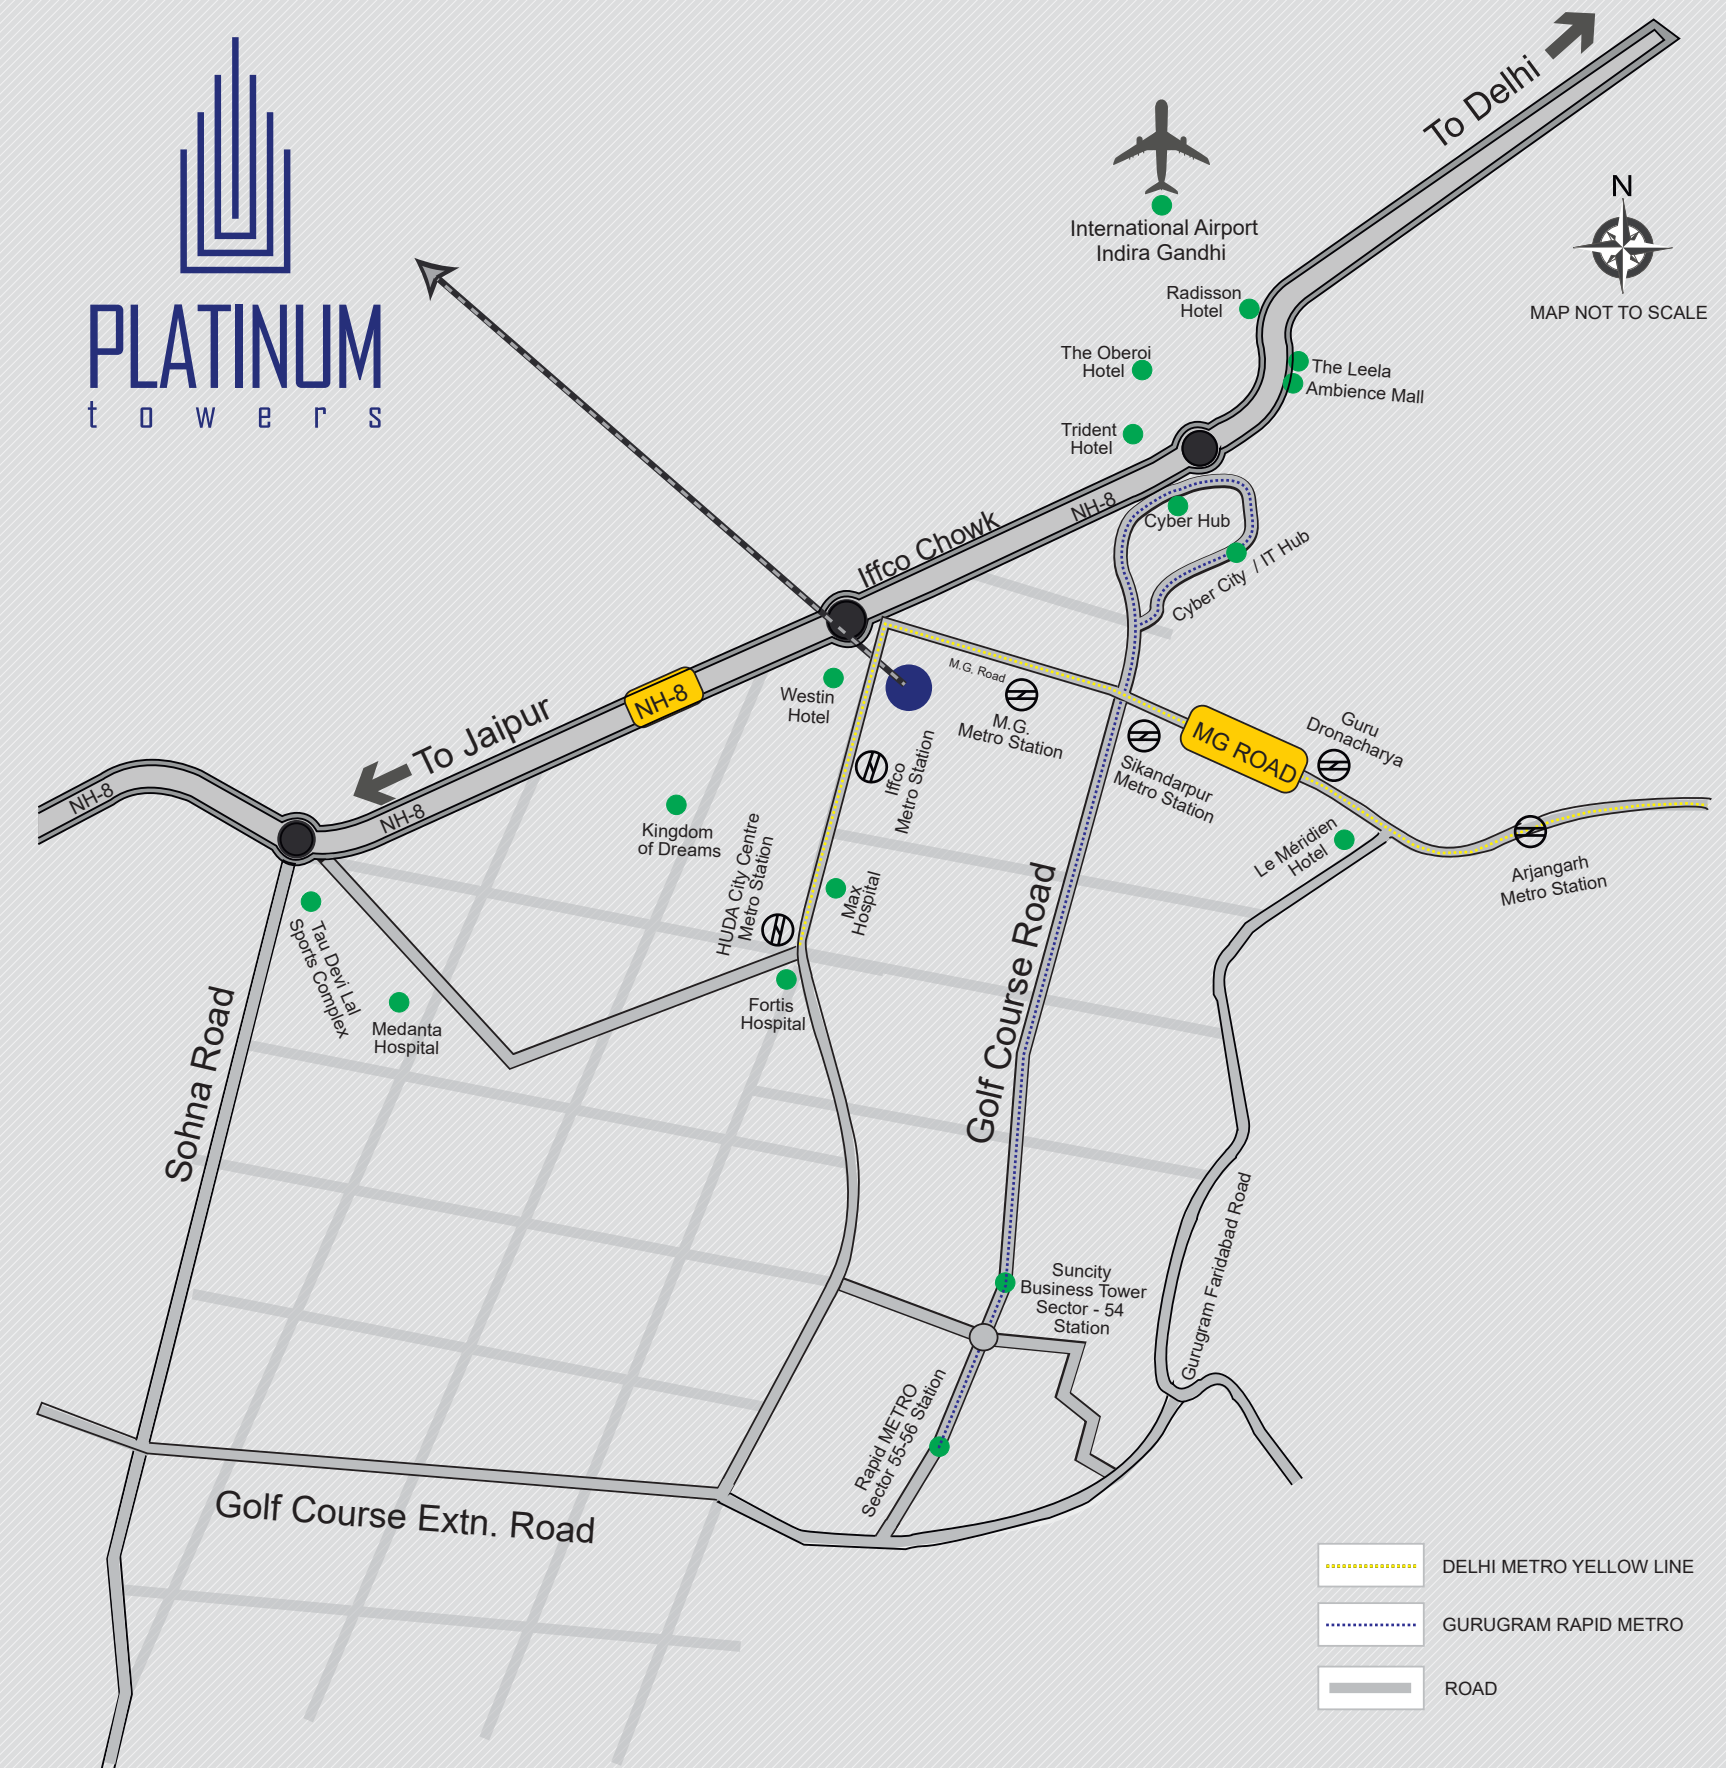 PLATINUM
towers
To Delhi
N
MAP NOT TO SCALE
International Airport
Indira Gandhi
Radisson
Hotel
The Oberoi
Hotel
The Leela
Ambience Mall
Trident
Hotel
NH-8
Cyber Hub
Cyber City / IT Hub
Iffco Chowk
M.G. Road
M.G.
Metro Station
Westin
Hotel
NH-8
To Jaipur
NH-8
NH-8
Iffco
Metro Station
Sikandarpur
Metro Station
MG ROAD
Guru
Dronacharya
Le Méridien
Hotel
Arjangarh
Metro Station
Kingdom
of Dreams
HUDA City Centre
Metro Station
Max
Hospital
Fortis
Hospital
Tau Devi Lal
Sports Complex
Medanta
Hospital
Sohna Road
Golf Course Road
Gurugram Faridabad Road
Suncity
Business Tower
Sector - 54
Station
Rapid METRO
Sector 55-56 Station
Golf Course Extn. Road
DELHI METRO YELLOW LINE
GURUGRAM RAPID METRO
ROAD